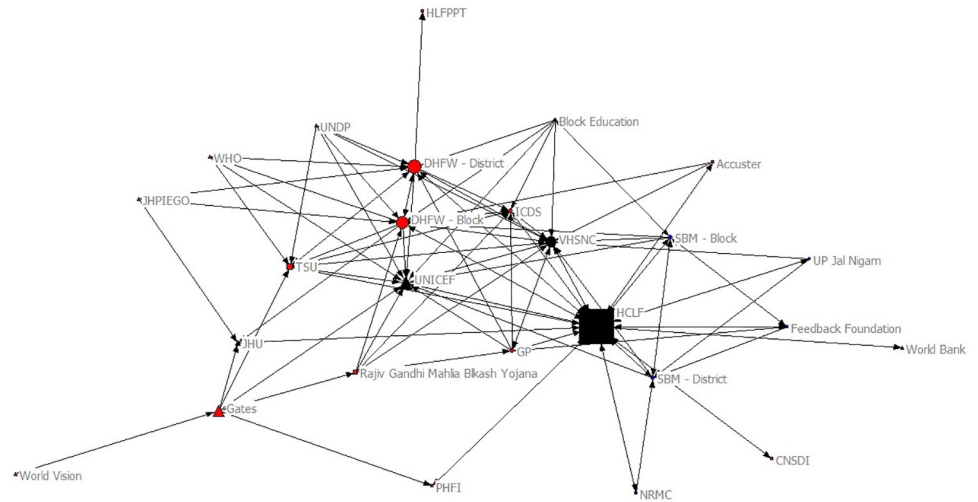 HLFPPT
Block Education
UNDP
WHO
DHFW - District
Accuster
JHPIEGO
ICDS
DHFW - Block
VHSNC
SBM - Block
UP Jal Nigam
TSU
UNICEF
HCLF
Feedback Foundation
JHU
World Bank
GP
Rajiv Gandhi Mahlia Blkash Yojana
SBM - District
Gates
CNSDI
World Vision
PHFI
NRMC